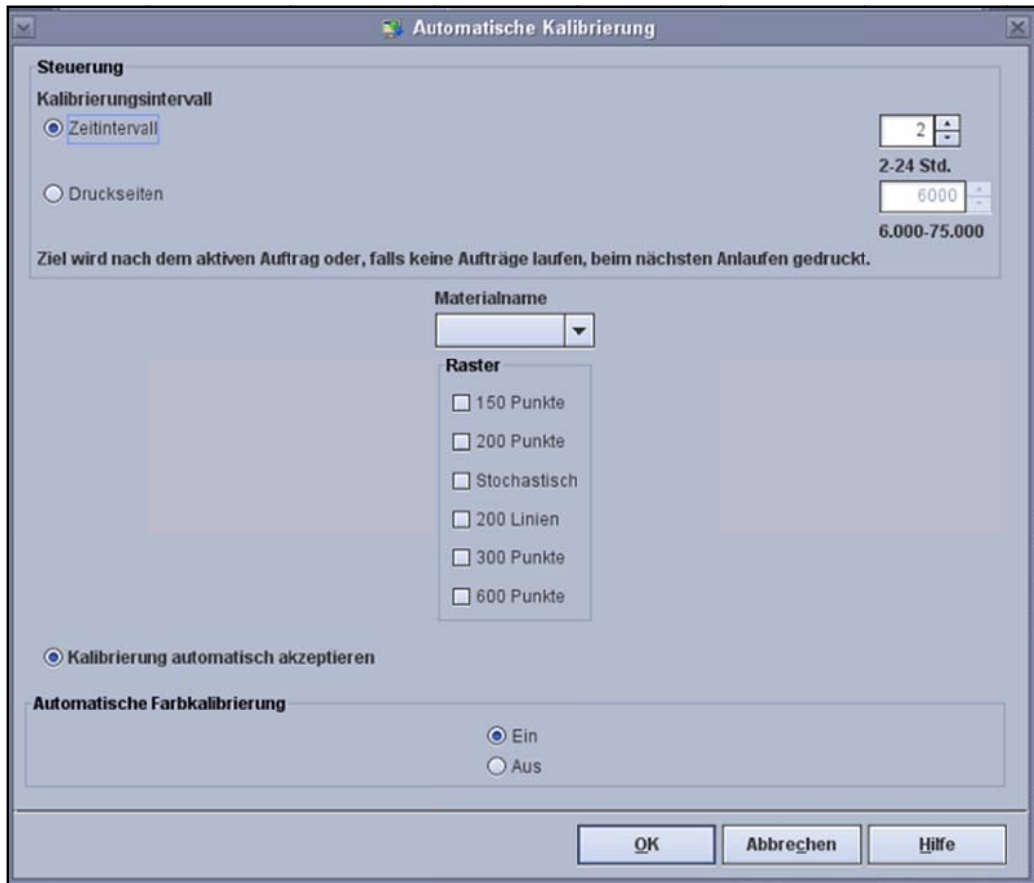 Automatische Kalibrierung
Steuerung
Kalibrierungsintervall
Zeitintervall
2
2-24 Std.
Druckseiten
6000
6.000-75.000
Ziel wird nach dem aktiven Auftrag oder, falls keine Aufträge laufen, beim nächsten Anlaufen gedruckt.
Materialname
Raster
150 Punkte
200 Punkte
Stochastisch
200 Linien
300 Punkte
600 Punkte
Kalibrierung automatisch akzeptieren
Automatische Farbkalibrierung
Ein
Aus
OK Abbrechen Hilfe